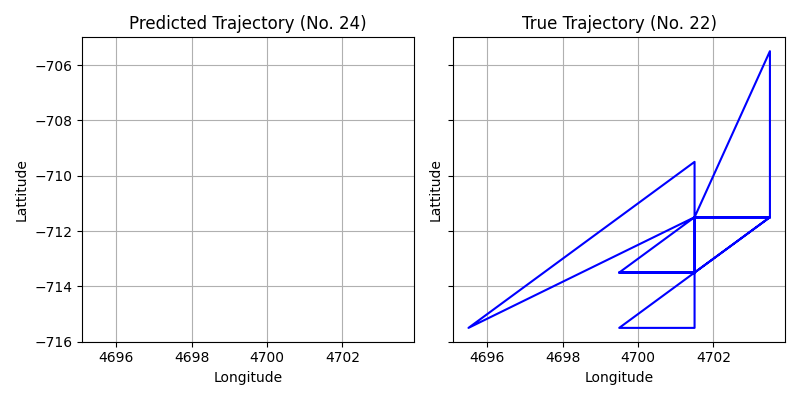 Predicted Trajectory (No. 24)
True Trajectory (No. 22)
−706
−708
−710
−712
−714
−716
Lattitude
Lattitude
4696 4698 4700 4702
4696 4698 4700 4702
Longitude
Longitude